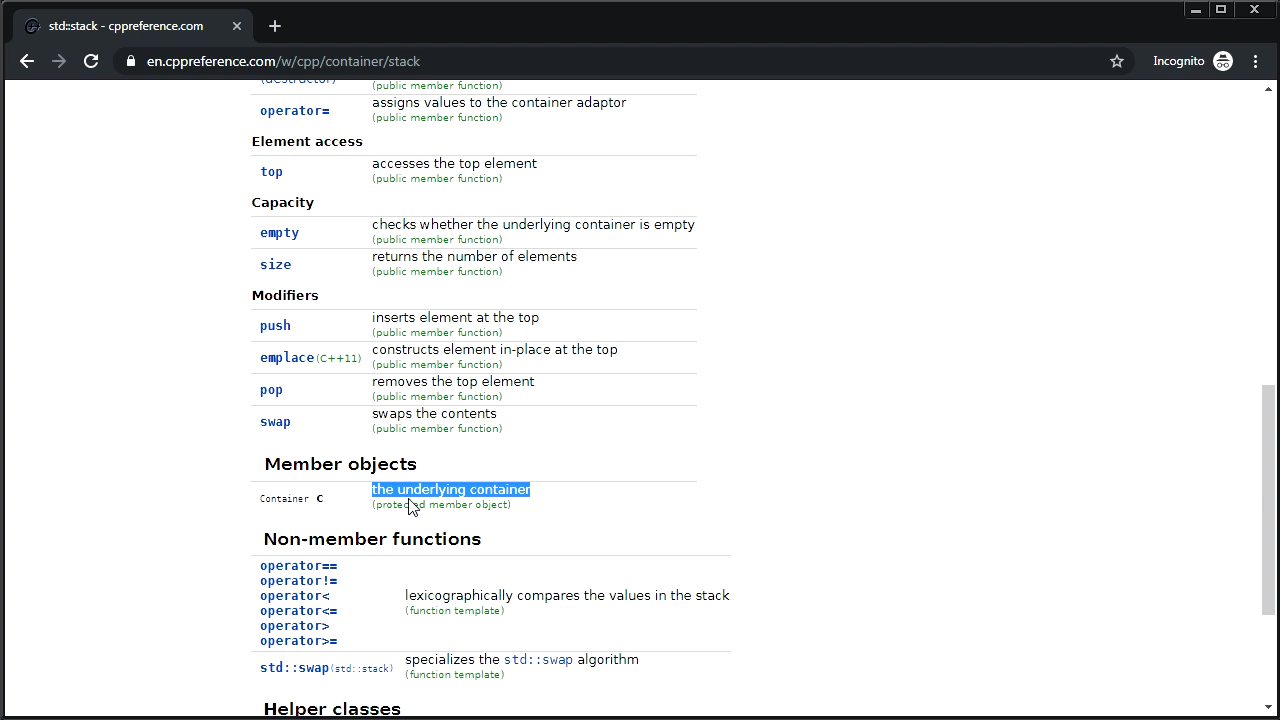 std::stack - cppreference.com
en.cppreference.com/w/cpp/container/stack
Incognito
(destructor)
(public member function)
operator= assigns values to the container adaptor
(public member function)
Element access
top accesses the top element
(public member function)
Capacity
empty checks whether the underlying container is empty
(public member function)
size returns the number of elements
(public member function)
Modifiers
push inserts element at the top
(public member function)
emplace(C++11) constructs element in-place at the top
(public member function)
pop removes the top element
(public member function)
swap swaps the contents
(public member function)
Member objects
Container C the underlying container
(protected member object)
Non-member functions
operator==
operator!=
operator<
operator<=
operator>
operator>=
lexicographically compares the values in the stack
(function template)
std::swap(std::stack) specializes the std::swap algorithm
(function template)
Helper classes